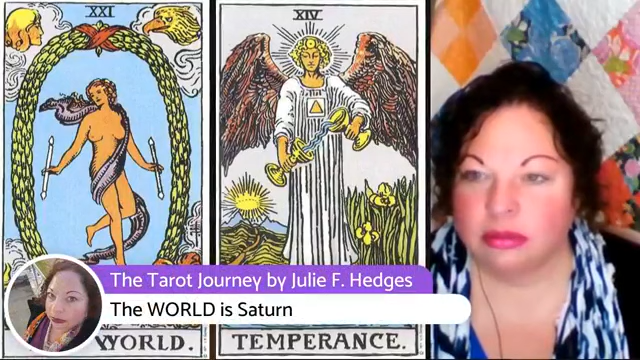 XXI
XIV
The Tarot Journey by Julie F. Hedges
The WORLD is Saturn
WORLD.
TEMPERANCE.